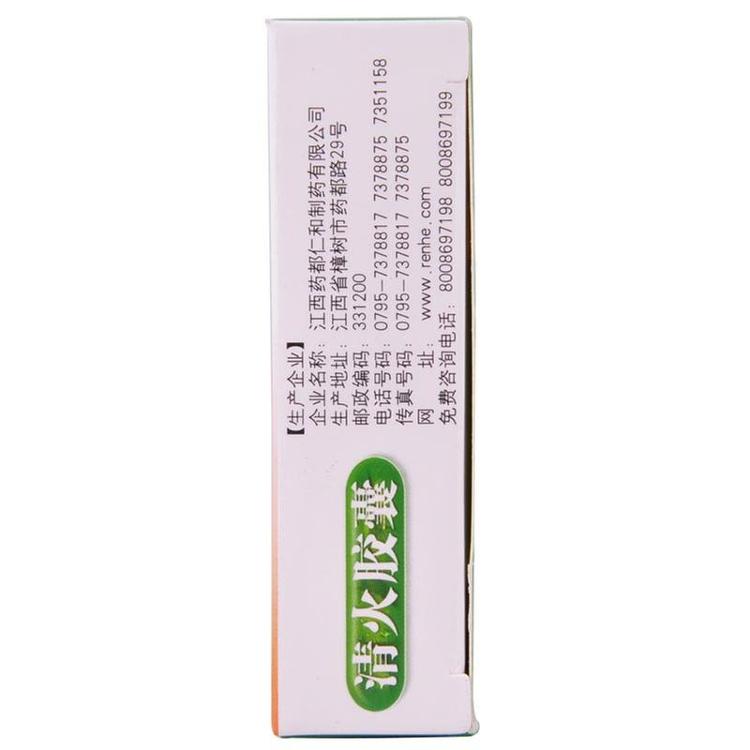 清火胶囊
【生产企业】
企业名称: 江西药都仁和制药有限公司
生产地址: 江西省樟树市药都路29号
邮政编码: 331200
电话号码: 0795-7378817 7378875 7351158
传真号码: 0795-7378817 7378875
网 址: www.renhe.com
免费咨询电话: 8008697198 8008697199